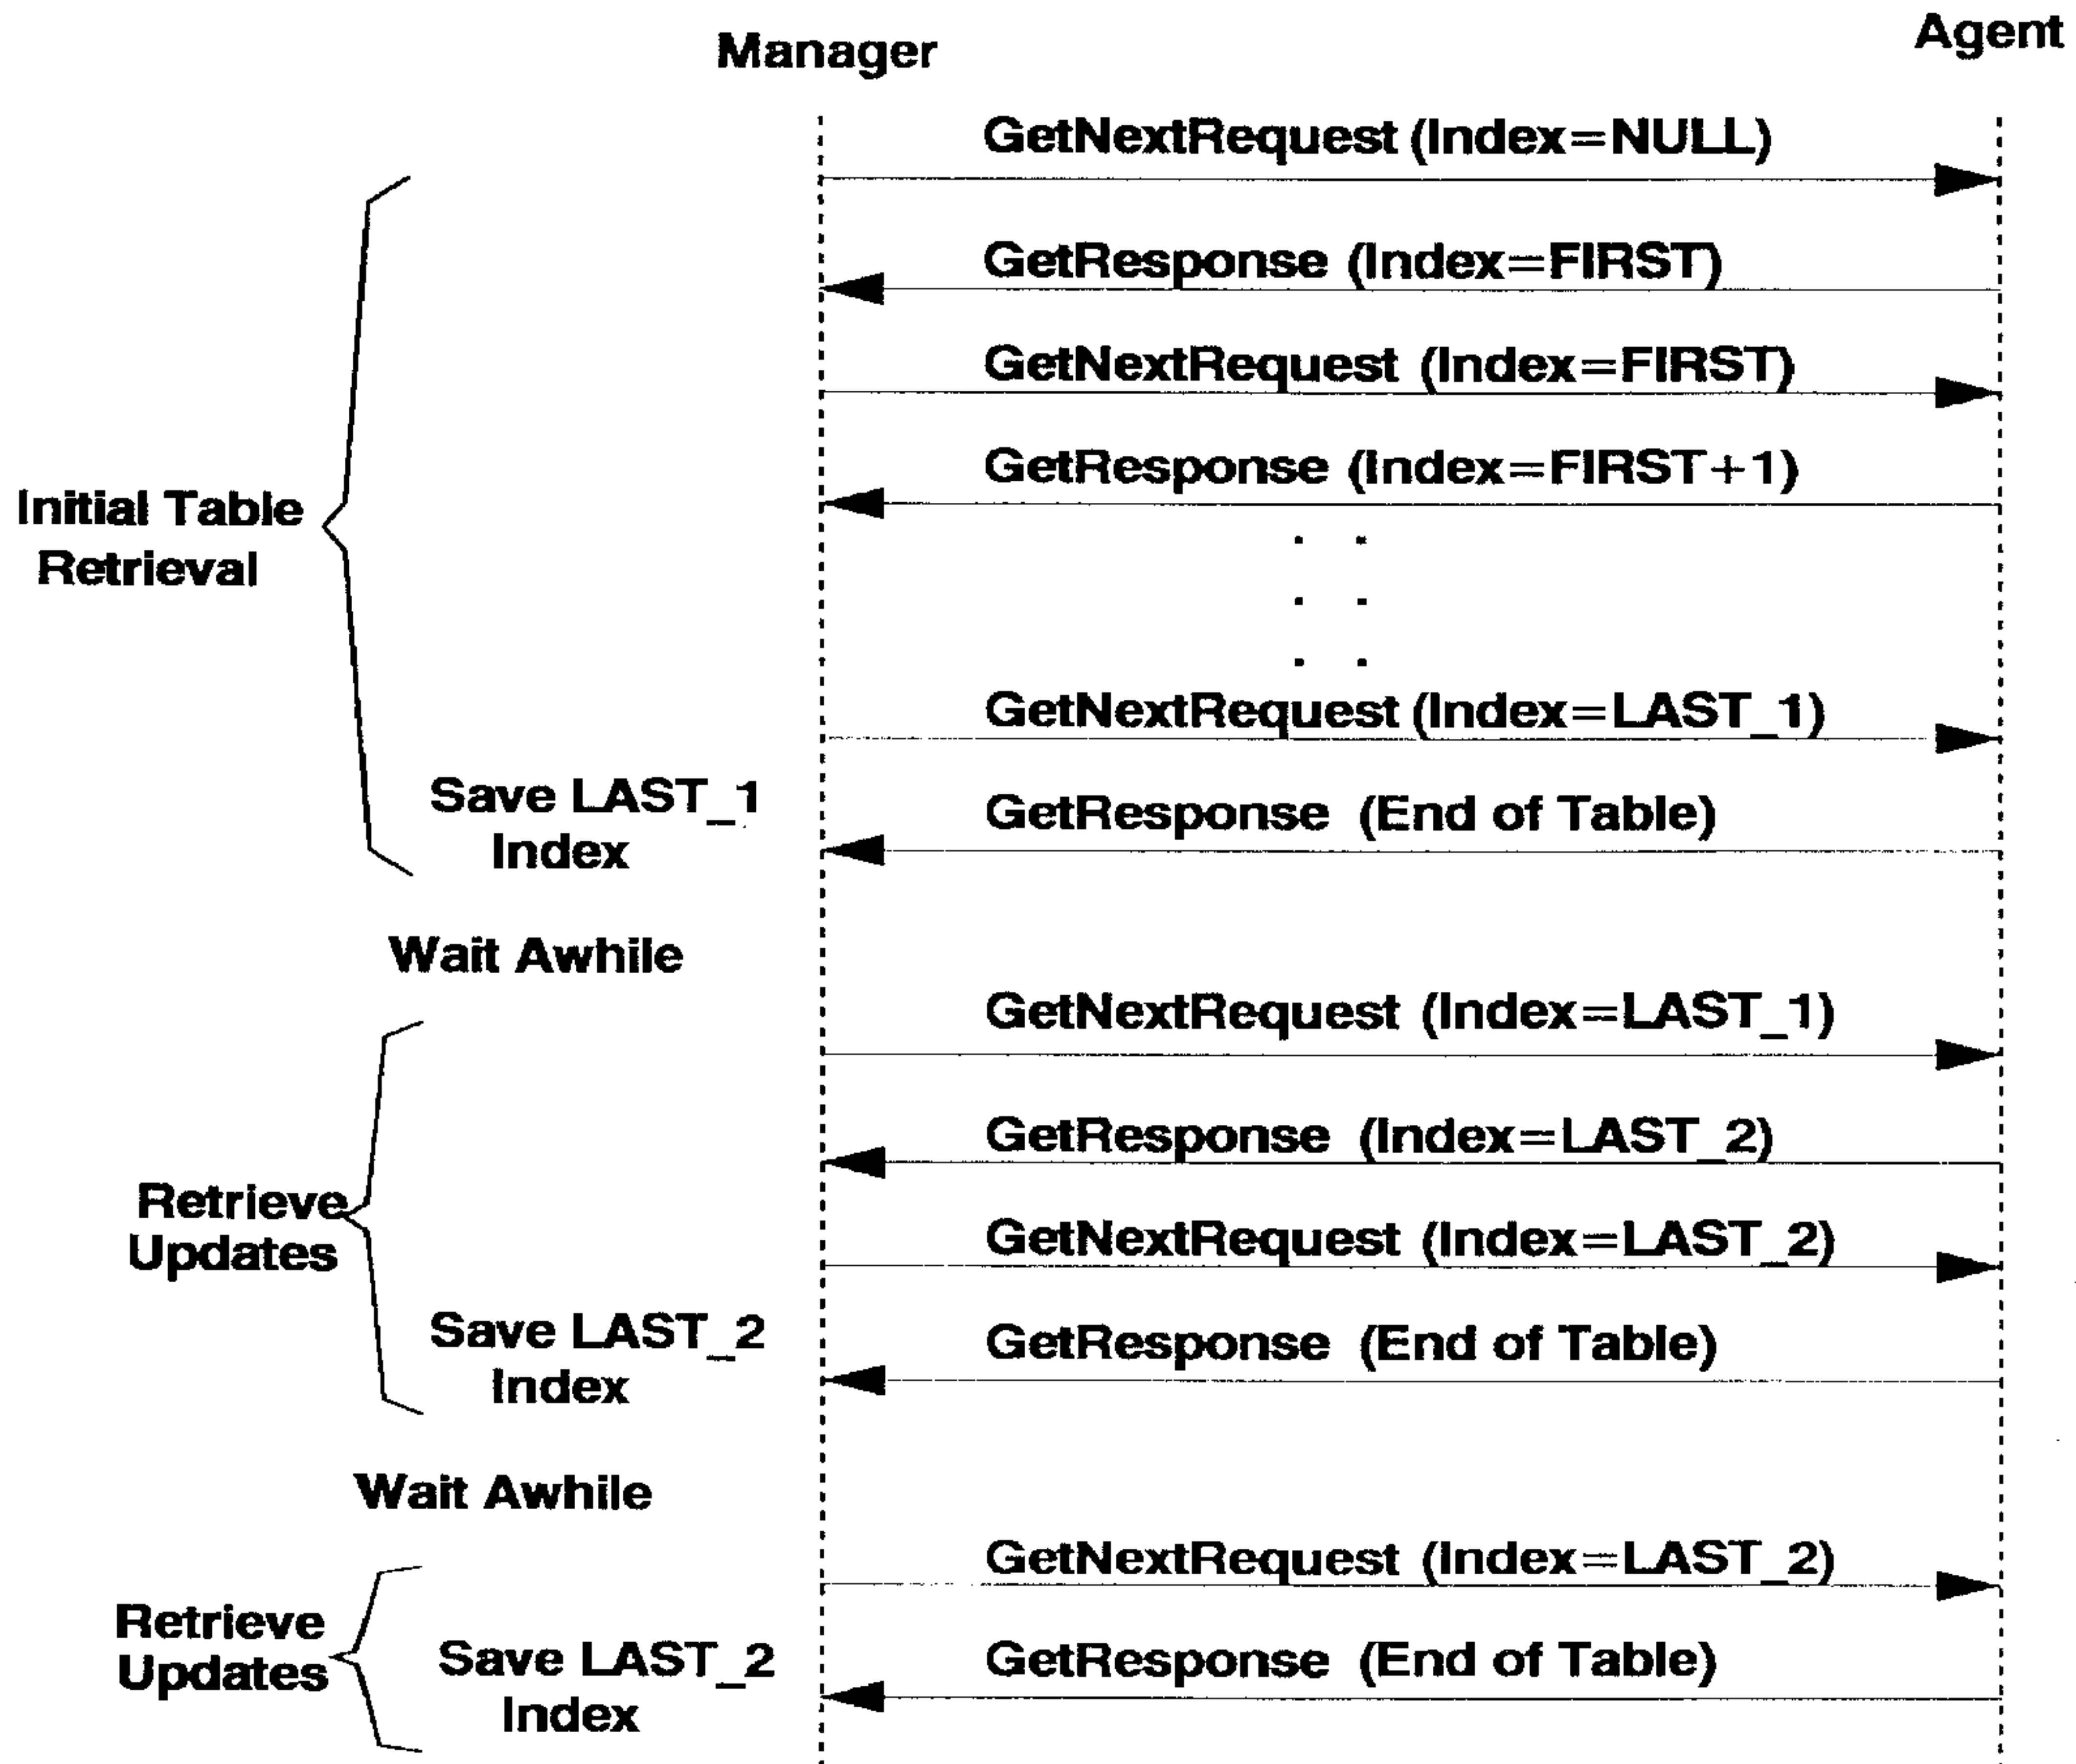 Manager
Agent
GetNextRequest (Index=NULL)
GetResponse (Index=FIRST)
GetNextRequest (Index=FIRST)
GetResponse (Index=FIRST+1)
Initial Table
Retrieval
GetNextRequest (Index=LAST_1)
Save LAST_1
Index
GetResponse (End of Table)
Wait Awhile
GetNextRequest (Index=LAST_1)
GetResponse (Index=LAST_2)
Retrieve
Updates
GetNextRequest (Index=LAST_2)
Save LAST_2
Index
GetResponse (End of Table)
Wait Awhile
GetNextRequest (Index=LAST_2)
Retrieve
Updates
Save LAST_2
Index
GetResponse (End of Table)